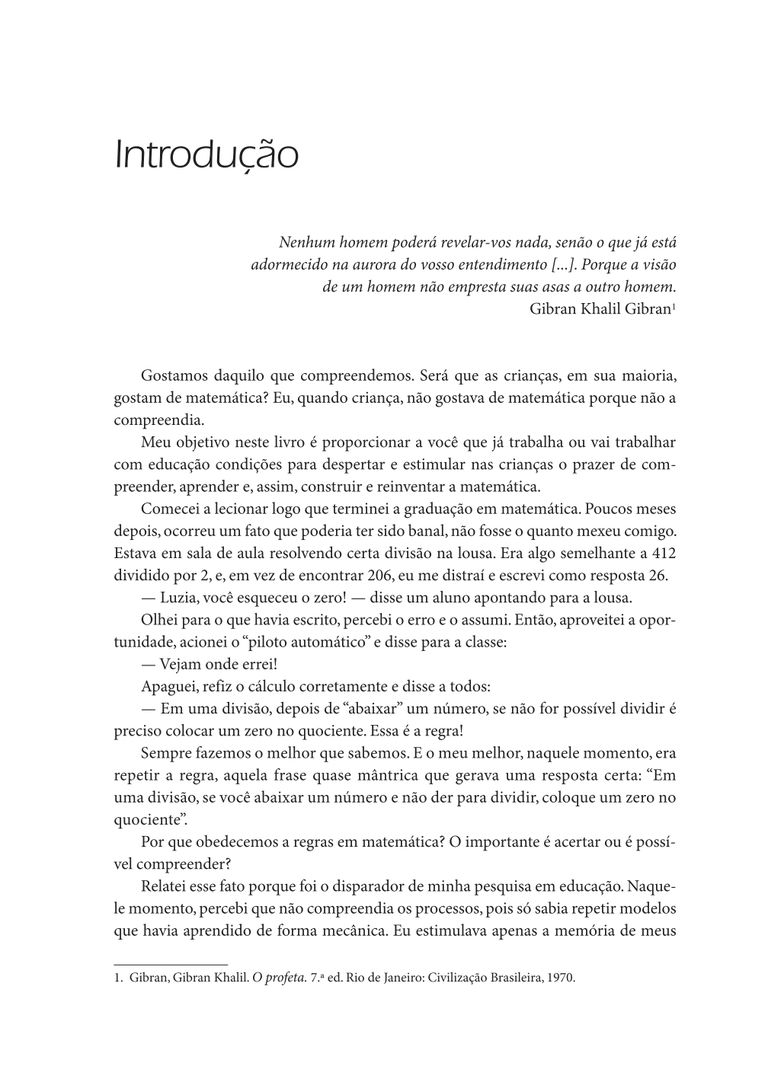 Introdução
Nenhum homem poderá revelar-vos nada, senão o que já está
adormecido na aurora do vosso entendimento [...]. Porque a visão
de um homem não empresta suas asas a outro homem.
Gibran Khalil Gibran¹
Gostamos daquilo que compreendemos. Será que as crianças, em sua maioria,
gostam de matemática? Eu, quando criança, não gostava de matemática porque não a
compreendia.
Meu objetivo neste livro é proporcionar a você que já trabalha ou vai trabalhar
com educação condições para despertar e estimular nas crianças o prazer de com-
preender, aprender e, assim, construir e reinventar a matemática.
Comecei a lecionar logo que terminei a graduação em matemática. Poucos meses
depois, ocorreu um fato que poderia ter sido banal, não fosse o quanto mexeu comigo.
Estava em sala de aula resolvendo certa divisão na lousa. Era algo semelhante a 412
dividido por 2, e, em vez de encontrar 206, eu me distraí e escrevi como resposta 26.
— Luzia, você esqueceu o zero! — disse um aluno apontando para a lousa.
Olhei para o que havia escrito, percebi o erro e o assumi. Então, aproveitei a opor-
tunidade, acionei o “piloto automático” e disse para a classe:
— Vejam onde errei!
Apaguei, refiz o cálculo corretamente e disse a todos:
— Em uma divisão, depois de “abaixar” um número, se não for possível dividir é
preciso colocar um zero no quociente. Essa é a regra!
Sempre fazemos o melhor que sabemos. E o meu melhor, naquele momento, era
repetir a regra, aquela frase quase mântrica que gerava uma resposta certa: “Em
uma divisão, se você abaixar um número e não der para dividir, coloque um zero no
quociente”.
Por que obedecemos a regras em matemática? O importante é acertar ou é possí-
vel compreender?
Relatei esse fato porque foi o disparador de minha pesquisa em educação. Naque-
le momento, percebi que não compreendia os processos, pois só sabia repetir modelos
que havia aprendido de forma mecânica. Eu estimulava apenas a memória de meus
1. Gibran, Gibran Khalil. O profeta. 7.ª ed. Rio de Janeiro: Civilização Brasileira, 1970.